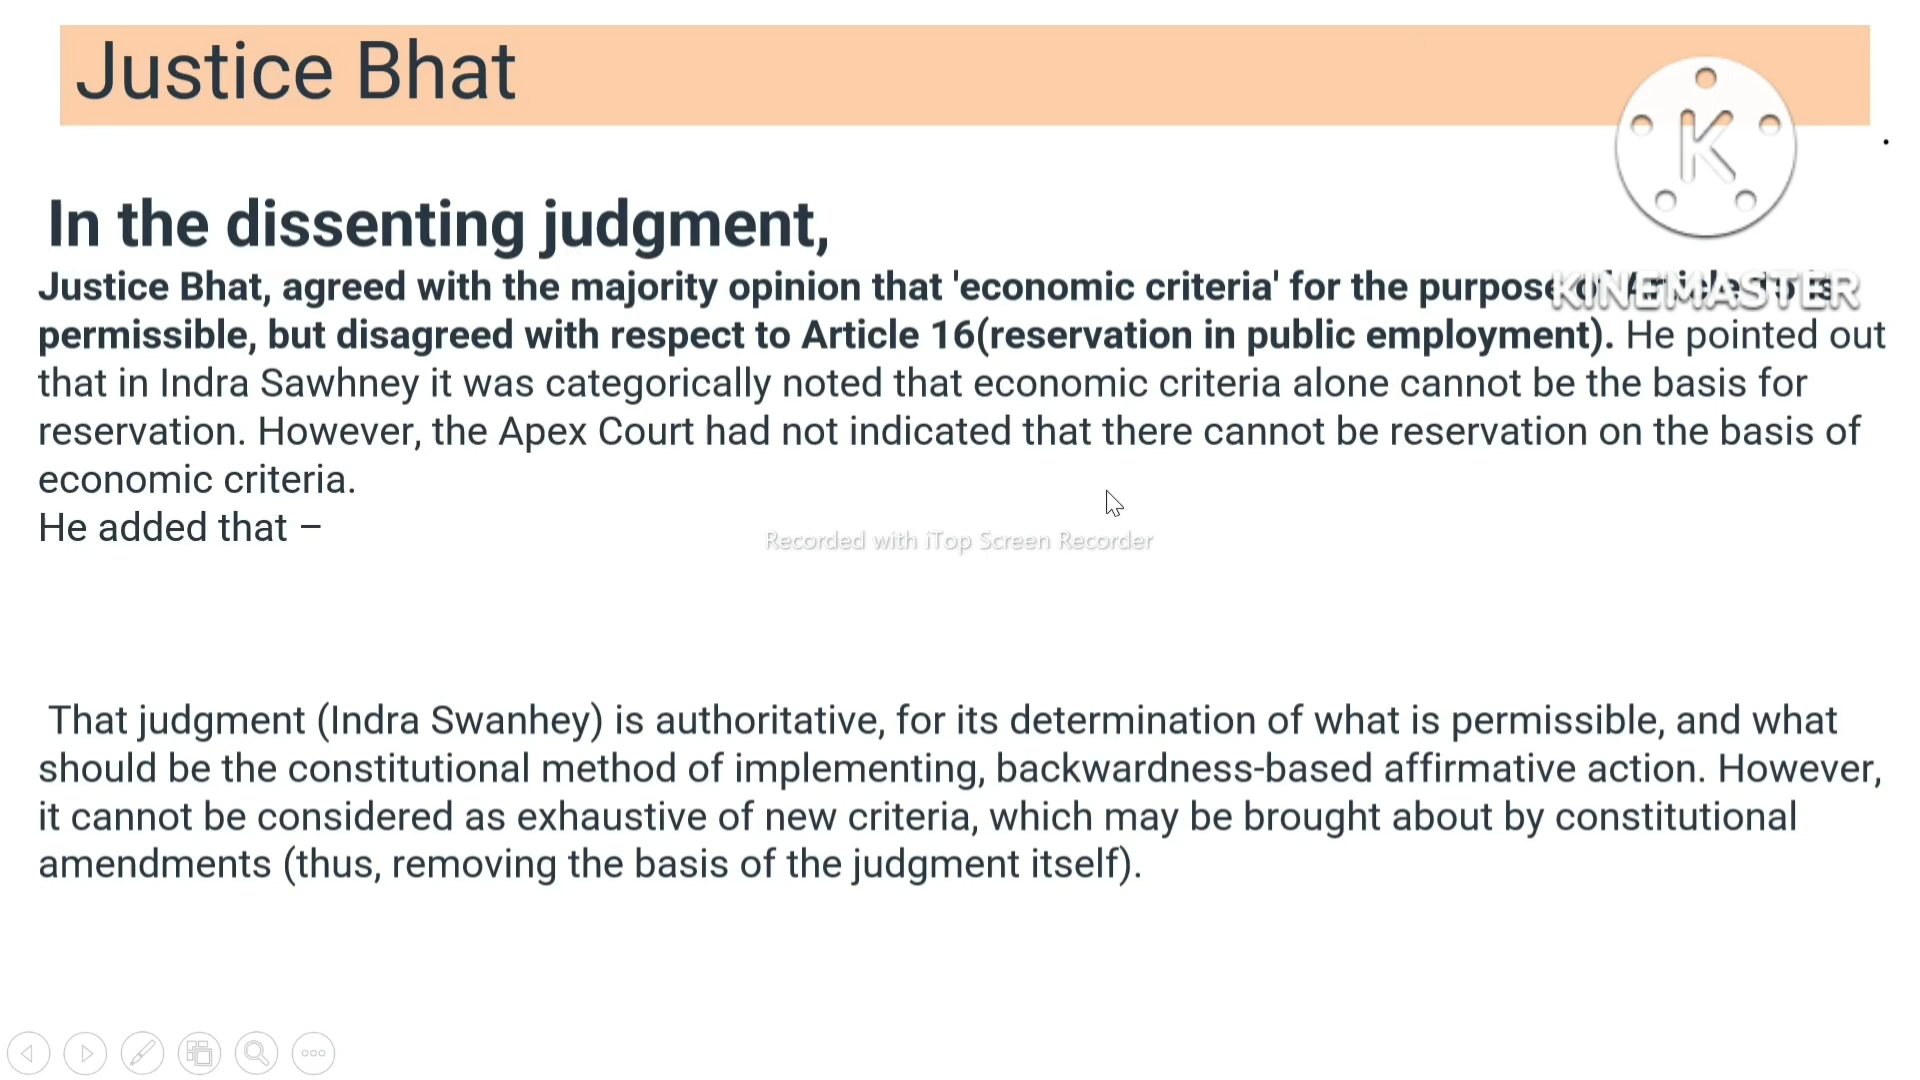 Justice Bhat
K
In the dissenting judgment,
Justice Bhat, agreed with the majority opinion that 'economic criteria' for the purpose of Article 15 is
KINEMASTER
permissible, but disagreed with respect to Article 16(reservation in public employment). He pointed out
that in Indra Sawhney it was categorically noted that economic criteria alone cannot be the basis for
reservation. However, the Apex Court had not indicated that there cannot be reservation on the basis of
economic criteria.
He added that –
Recorded with iTop Screen Recorder
That judgment (Indra Swanhey) is authoritative, for its determination of what is permissible, and what
should be the constitutional method of implementing, backwardness-based affirmative action. However,
it cannot be considered as exhaustive of new criteria, which may be brought about by constitutional
amendments (thus, removing the basis of the judgment itself).